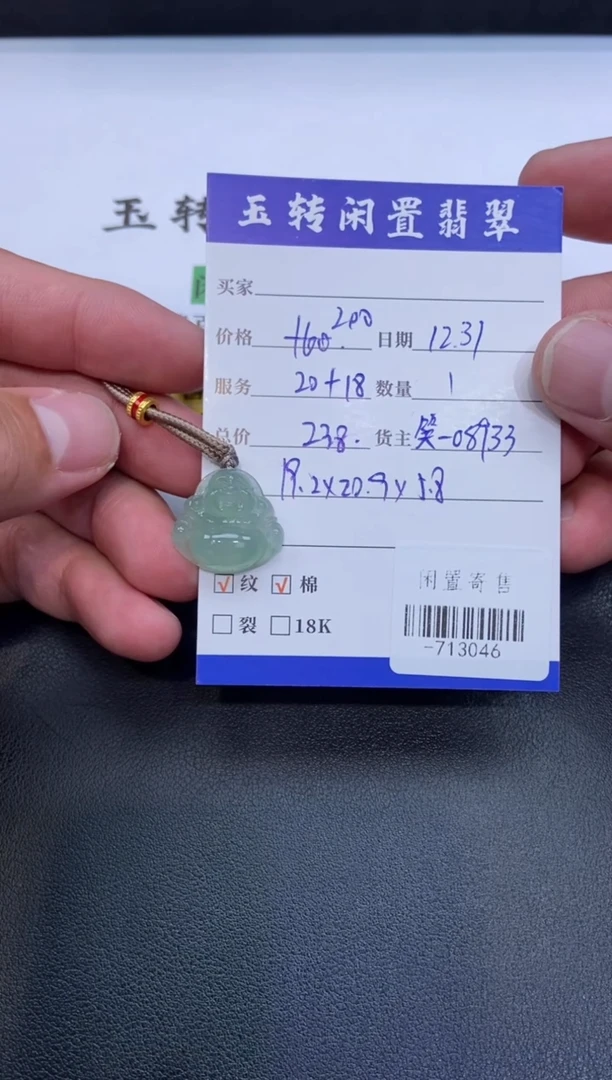 玉转
玉转闲置翡翠
买家
价格 160. 200 日期 12.31
服务 20+18 数量 1
总价 238. 货主 笑-08933
19.2x20.9x5.8
纹 棉
裂 18K
闲置寄售
-713046